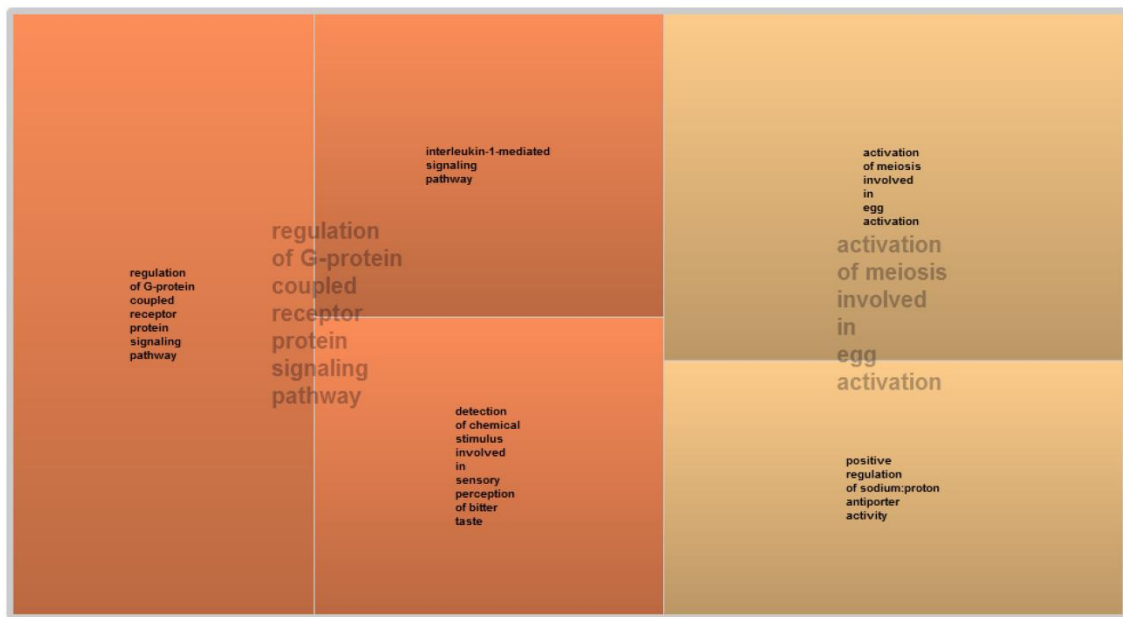 regulation
of G-protein
coupled
receptor
protein
signaling
pathway
regulation
of G-protein
coupled
receptor
protein
signaling
pathway
interleukin-1-mediated
signaling
pathway
detection
of chemical
stimulus
involved
in
sensory
perception
of bitter
taste
activation
of meiosis
involved
in
egg
activation
activation
of meiosis
involved
in
egg
activation
positive
regulation
of sodium:proton
antiporter
activity